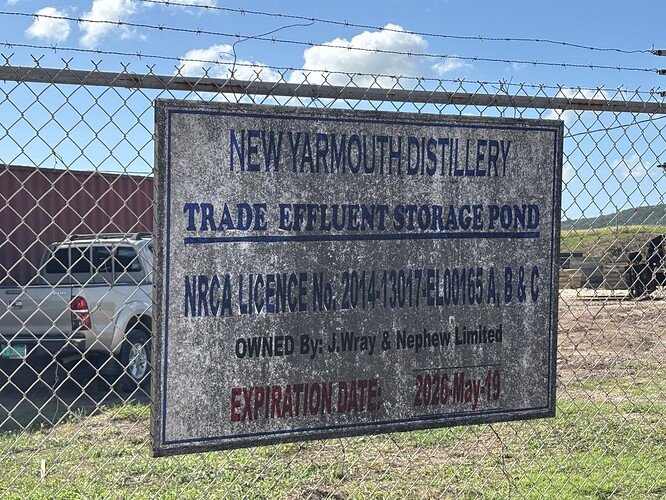 NEW YARMOUTH DISTILLERY
TRADE EFFLUENT STORAGE POND
NRCA LICENCE No. 2014-13017-EL00165 A, B & C
OWNED By: J.Wray & Nephew Limited
EXPIRATION DATE: 2026-May-19